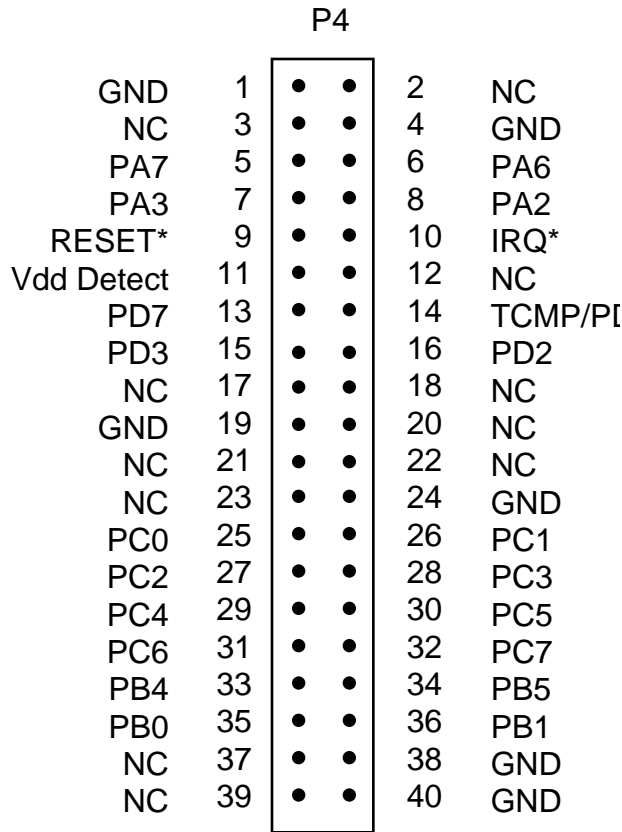 P4
GND 1 2 NC
NC 3 4 GND
PA7 5 6 PA6
PA3 7 8 PA2
RESET* 9 10 IRQ*
Vdd Detect 11 12 NC
PD7 13 14 TCMP/PD
PD3 15 16 PD2
NC 17 18 NC
GND 19 20 NC
NC 21 22 NC
NC 23 24 GND
PC0 25 26 PC1
PC2 27 28 PC3
PC4 29 30 PC5
PC6 31 32 PC7
PB4 33 34 PB5
PB0 35 36 PB1
NC 37 38 GND
NC 39 40 GND